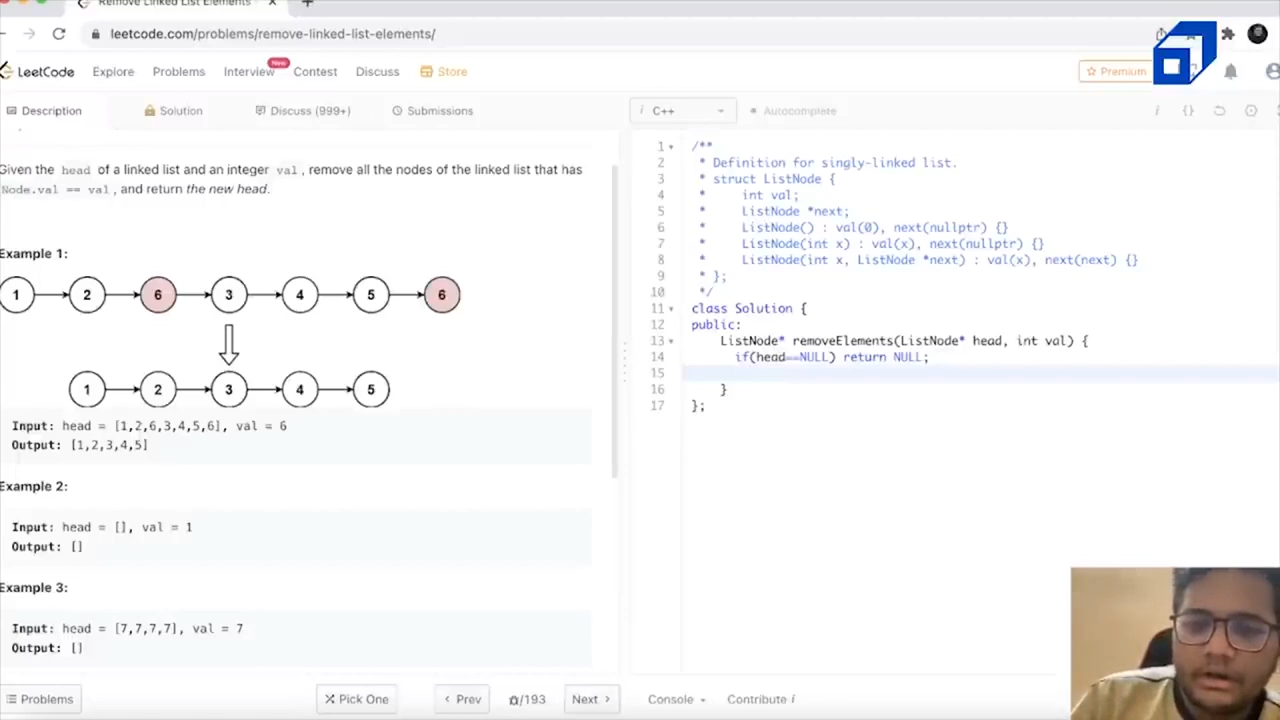 Remove Linked List Elements -
leetcode.com/problems/remove-linked-list-elements/
LeetCode Explore Problems Interview New Contest Discuss Store
Premium
Description Solution Discuss (999+) Submissions
i C++ Autocomplete i {}
Given the head of a linked list and an integer val, remove all the nodes of the linked list that has
Node.val == val, and return the new head.
Example 1:
1 2 6 3 4 5 6
1 2 3 4 5
Input: head = [1,2,6,3,4,5,6], val = 6
Output: [1,2,3,4,5]
Example 2:
Input: head = [], val = 1
Output: []
Example 3:
Input: head = [7,7,7,7], val = 7
Output: []
1 /**
2 * Definition for singly-linked list.
3 * struct ListNode {
4 * int val;
5 * ListNode *next;
6 * ListNode() : val(0), next(nullptr) {}
7 * ListNode(int x) : val(x), next(nullptr) {}
8 * ListNode(int x, ListNode *next) : val(x), next(next) {}
9 * };
10 */
11 class Solution {
12 public:
13 ListNode* removeElements(ListNode* head, int val) {
14 if(head==NULL) return NULL;
15
16 }
17 };
Problems Pick One < Prev /193 Next > Console Contribute i